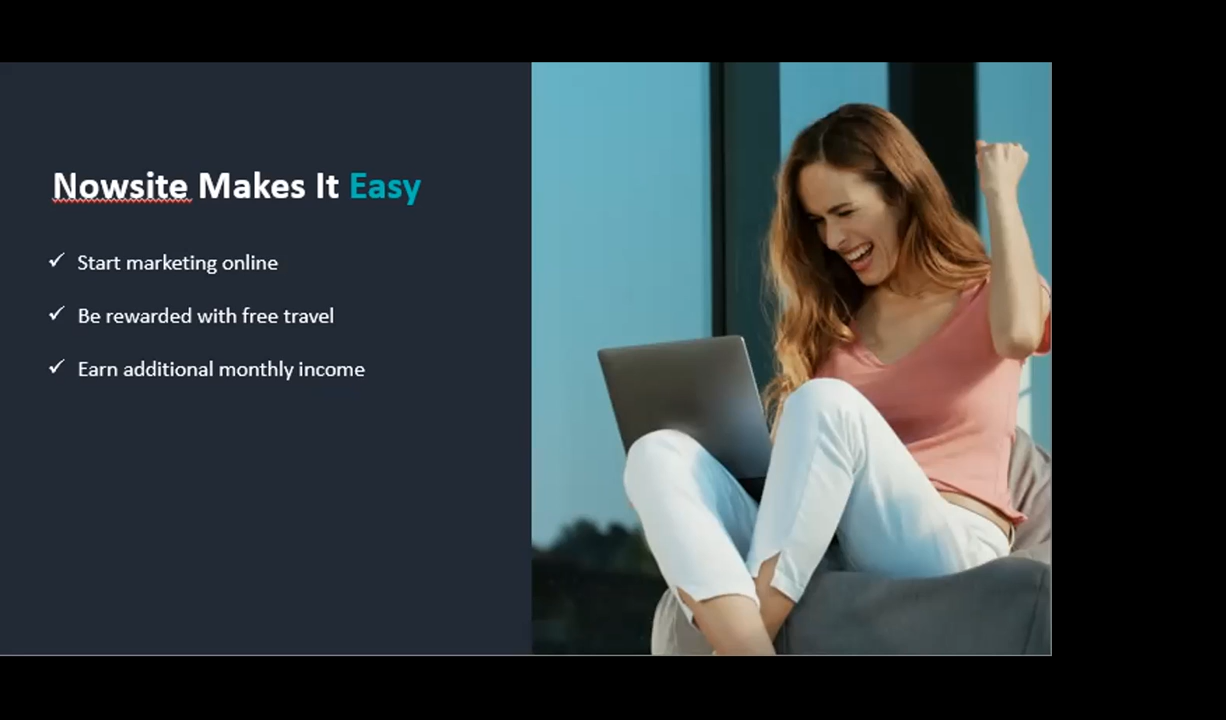 Nowsite Makes It Easy
✓ Start marketing online
✓ Be rewarded with free travel
✓ Earn additional monthly income